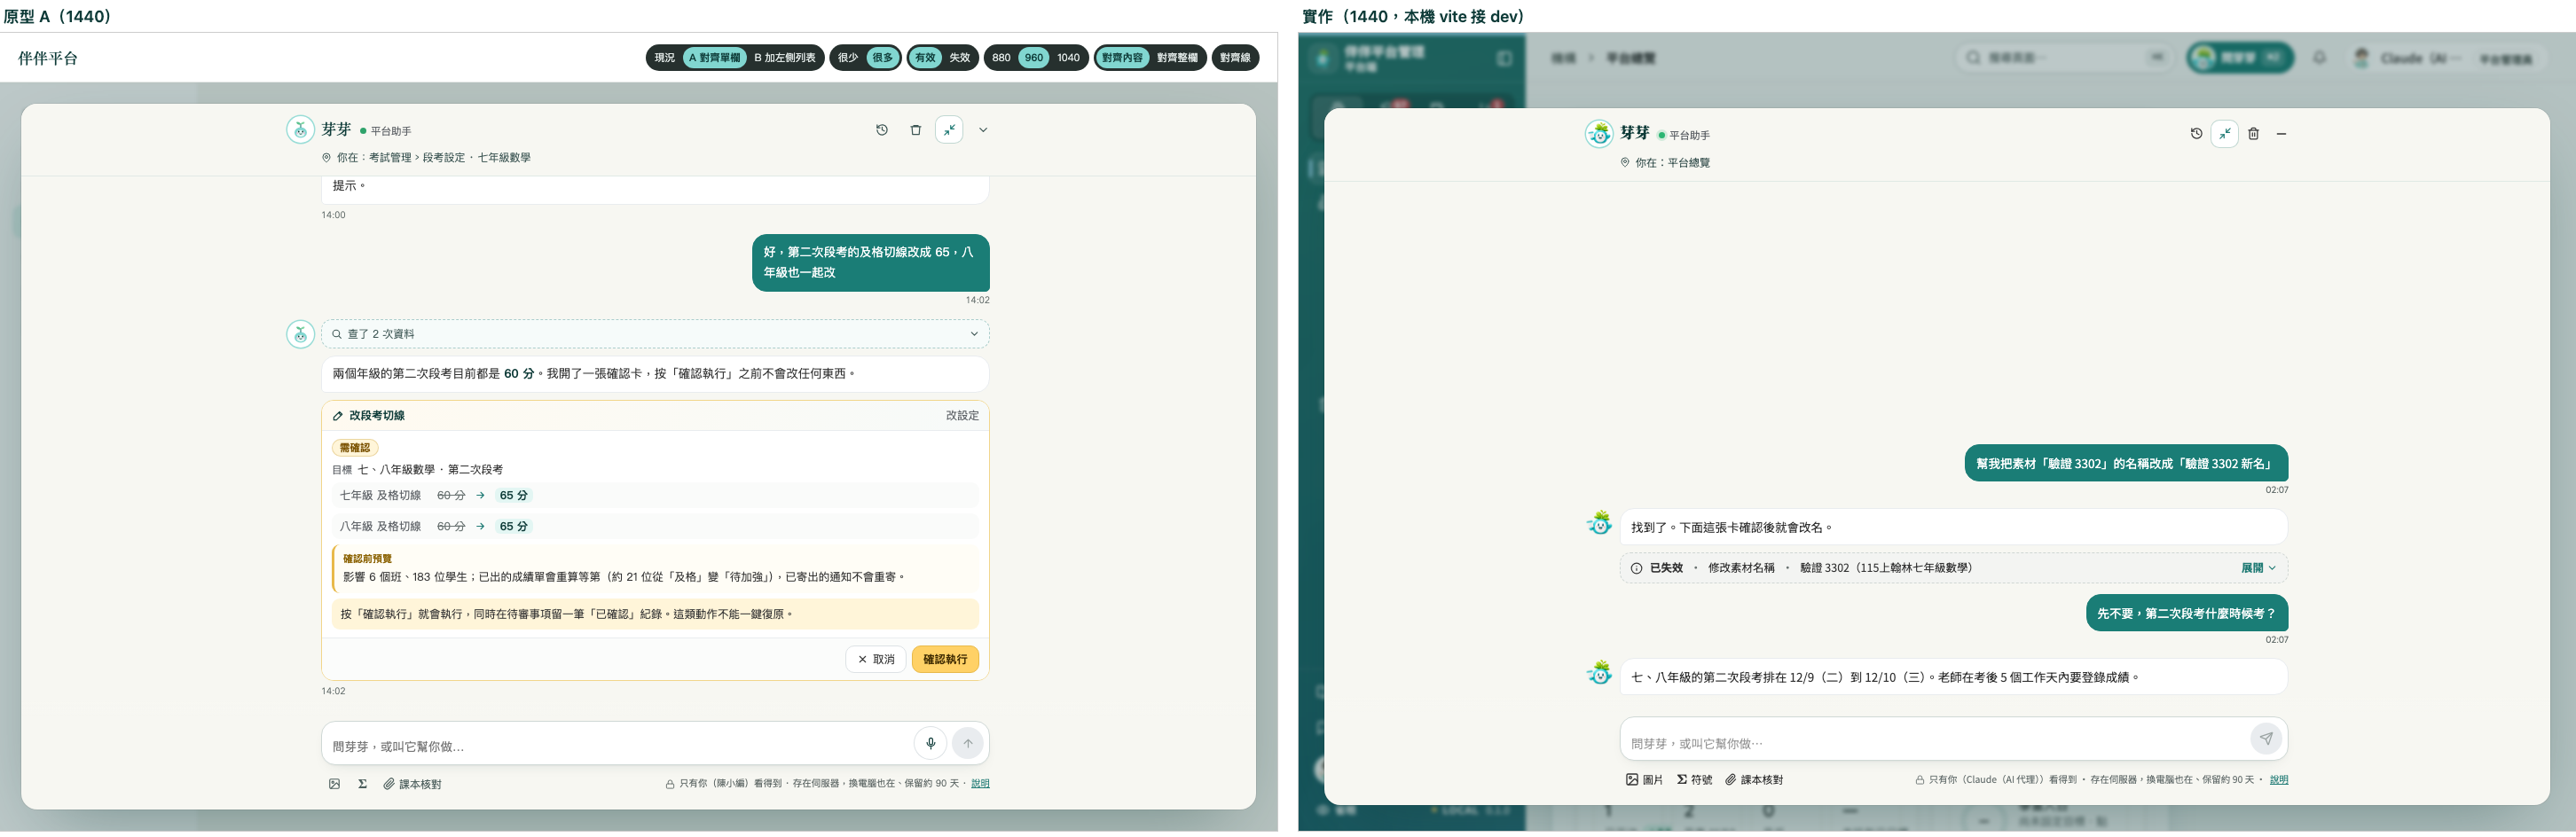 原型 A（1440）
伴伴平台
現況 A 對齊單欄 B 加左側列表 很少 很多 有效 失效 880 960 1040 對齊內容 對齊整欄 對齊線
芽芽 平台助手
你在：考試管理 › 段考設定 · 七年級數學
提示。
14:00
好，第二次段考的及格切線改成 65，八
年級也一起改
14:02
查了 2 次資料
兩個年級的第二次段考目前都是 60 分。我開了一張確認卡，按「確認執行」之前不會改任何東西。
改段考切線 改設定
需確認
目標 七、八年級數學 · 第二次段考
七年級 及格切線 60 分 → 65 分
八年級 及格切線 60 分 → 65 分
確認前預覽
影響 6 個班、183 位學生；已出的成績單會重算等第（約 21 位從「及格」變「待加強」），已寄出的通知不會重寄。
按「確認執行」就會執行，同時在待審事項留一筆「已確認」紀錄。這類動作不能一鍵復原。
✕ 取消 確認執行
14:02
問芽芽，或叫它幫你做…
Σ 課本核對 只有你（陳小編）看得到 · 存在伺服器，換電腦也在、保留約 90 天 · 說明
實作（1440，本機 vite 接 dev）
伴伴平台管理
平台端
平台總覽
Claude（AI … 平台管理員
芽芽 平台助手
你在：平台總覽
幫我把素材「驗證 3302」的名稱改成「驗證 3302 新名」
02:07
找到了。下面這張卡確認後就會改名。
已失效 · 修改素材名稱 · 驗證 3302（115上翰林七年級數學） 展開
先不要，第二次段考什麼時候考？
02:07
七、八年級的第二次段考排在 12/9（二）到 12/10（三）。老師在考後 5 個工作天內要登錄成績。
問芽芽，或叫它幫你做…
圖片 Σ 符號 課本核對 只有你（Claude（AI 代理））看得到 · 存在伺服器，換電腦也在、保留約 90 天 · 說明